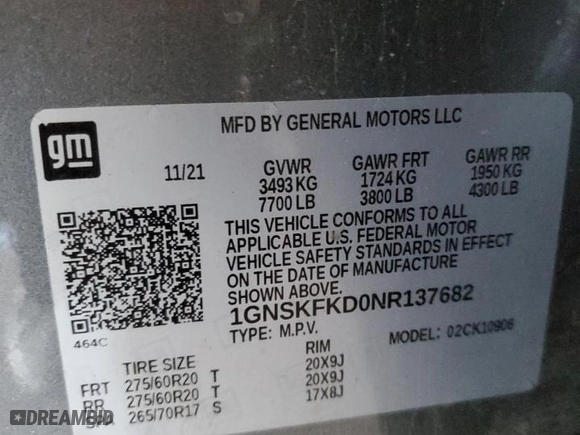 MFD BY GENERAL MOTORS LLC
gm
11/21 GVWR GAWR FRT GAWR RR
3493 KG 1724 KG 1950 KG
7700 LB 3800 LB 4300 LB
THIS VEHICLE CONFORMS TO ALL
APPLICABLE U.S. FEDERAL MOTOR
VEHICLE SAFETY STANDARDS IN EFFECT
ON THE DATE OF MANUFACTURE
SHOWN ABOVE.
1GNSKFKD0NR137682
464C
TYPE: M.P.V. MODEL: 02CK10906
TIRE SIZE RIM
FRT 275/60R20 T 20X9J
RR 275/60R20 T 20X9J
265/70R17 S 17X8J
DREAMBID